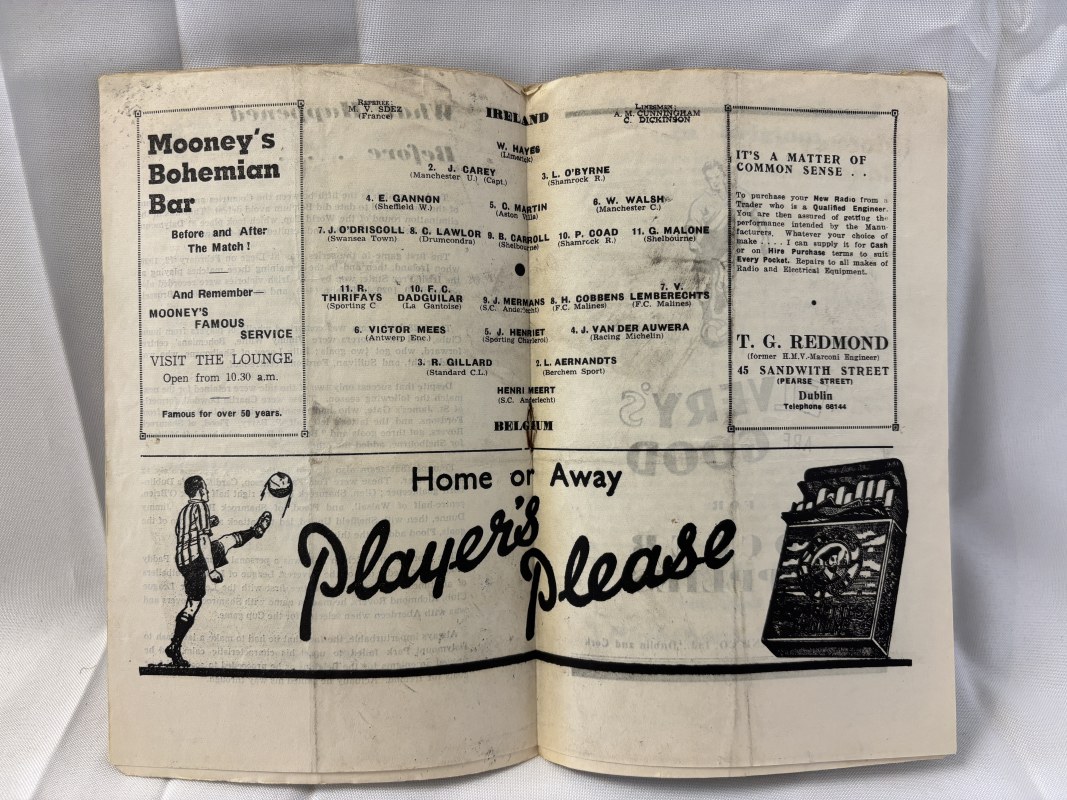 Mooney's
Bohemian
Bar
Before and After
The Match !
And Remember—
MOONEY'S
FAMOUS
SERVICE
VISIT THE LOUNGE
Open from 10.30 a.m.
Famous for over 50 years.
REFEREE:
M. V. SDEZ
(France)
IRELAND
LINESMEN:
A. M. CUNNINGHAM
C. DICKINSON
W. HAYES
(Limerick)
2. J. CAREY
(Manchester U.) (Capt.)
3. L. O'BYRNE
(Shamrock R.)
4. E. GANNON
(Sheffield W.)
5. C. MARTIN
(Aston Villa)
6. W. WALSH
(Manchester C.)
7. J. O'DRISCOLL
(Swansea Town)
8. C. LAWLOR
(Drumcondra)
9. B. CARROLL
(Shelbourne)
10. P. COAD
(Shamrock R.)
11. G. MALONE
(Shelbourne)
11. R.
THIRIFAYS
(Sporting C
10. F. C.
DADGUILAR
(La Gantoise)
9. J. MERMANS
(S.C. Anderlecht)
8. H. COBBENS
(F.C. Malines)
7. V.
LEMBERECHTS
(F.C. Malines)
6. VICTOR MEES
(Antwerp Enc.)
5. J. HENRIET
(Sporting Charleroi)
4. J. VAN DER AUWERA
(Racing Michelin)
3. R. GILLARD
(Standard C.L.)
2. L. AERNANDTS
(Berchem Sport)
HENRI MEERT
(S.C. Anderlecht)
BELGIUM
IT'S A MATTER OF
COMMON SENSE . .
To purchase your New Radio from a
Trader who is a Qualified Engineer.
You are then assured of getting the
performance intended by the Mann-
facturers. Whatever your choice of
make . . . . I can supply it for Cash
or on Hire Purchase terms to suit
Every Pocket. Repairs to all makes of
Radio and Electrical Equipment.
T. G. REDMOND
(former H.M.V.-Marconi Engineer)
45 SANDWITH STREET
(PEARSE STREET)
Dublin
Telephone 66144
Home or Away
Player's
Please